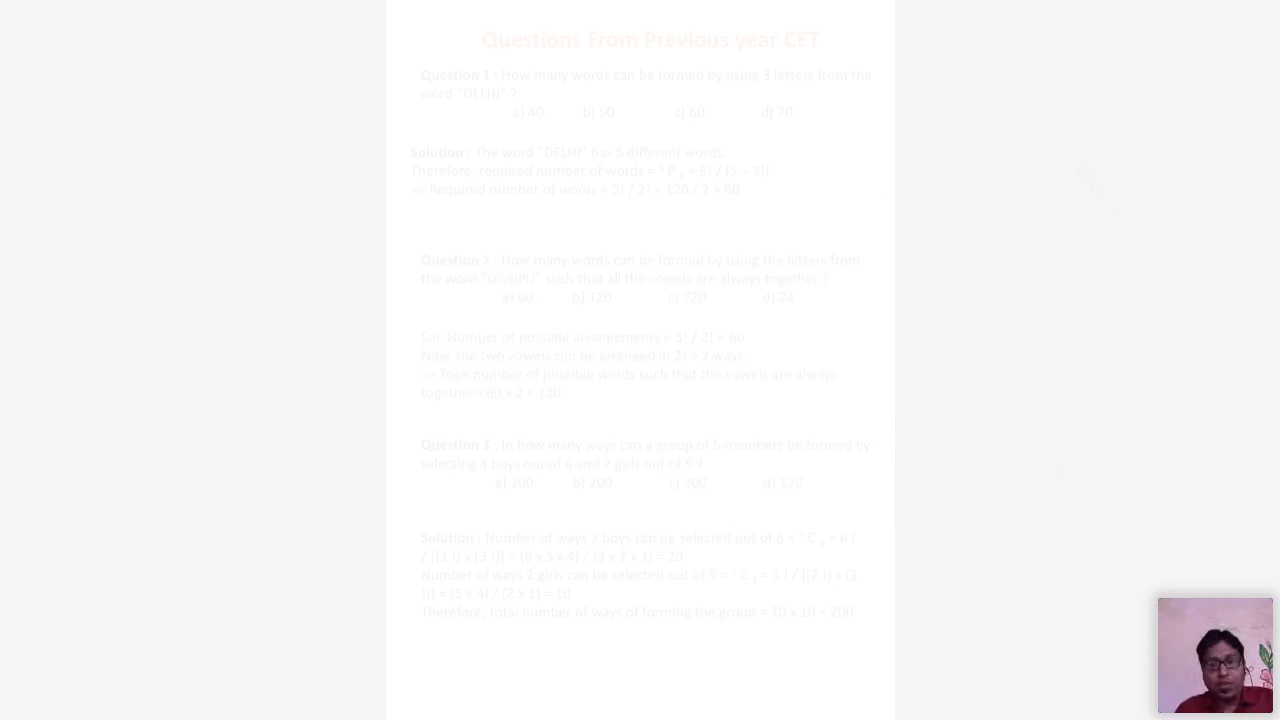 Questions From Previous year CET
Question 1 : How many words can be formed by using 3 letters from the
word "DELHI" ?
a) 40 b) 50 c) 60 d) 70
Solution : The word "DELHI" has 5 different words.
Therefore, required number of words = ⁵ P ₃ = 5! / (5 – 3)!
=> Required number of words = 5! / 2! = 120 / 2 = 60
Question 2 : How many words can be formed by using the letters from
the word such that all the vowels are always together ?
a) 60 b) 120 c) 720 d) 24
Sol. Number of possible arrangements = 5! / 2! = 60
Now, the two vowels can be arranged in 2! = 2 ways.
=> Total number of possible words such that the vowels are always
together= 60 x 2 = 120
Question 3 : In how many ways can a group of 5 members be formed by
selecting 3 boys out of 6 and 2 girls out of 5 ?
a) 100 b) 200 c) 300 d) 120
Solution : Number of ways 3 boys can be selected out of 6 = ⁶ C ₃ = 6 !
/ [(3 !) x (3 !)] = (6 x 5 x 4) / (3 x 2 x 1) = 20
Number of ways 2 girls can be selected out of 5 = ⁵ C ₂ = 5 ! / [(2 !) x (3
!)] = (5 x 4) / (2 x 1) = 10
Therefore, total number of ways of forming the group = 20 x 10 = 200